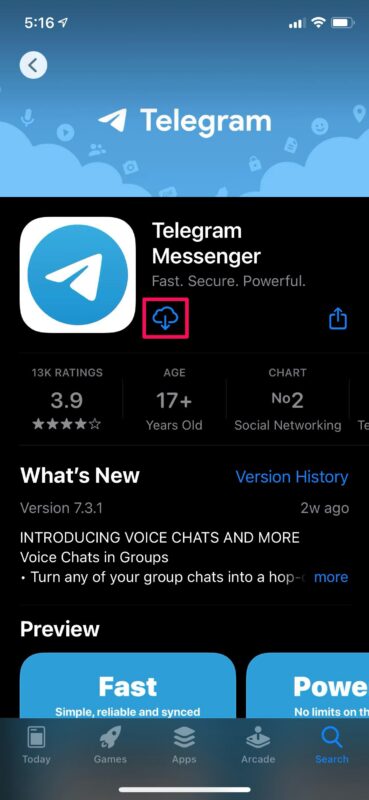 5:16
Telegram
Telegram
Messenger
Fast. Secure. Powerful.
13K RATINGS
3.9
AGE
17+
Years Old
CHART
No2
Social Networking
What's New
Version History
Version 7.3.1
2w ago
INTRODUCING VOICE CHATS AND MORE
Voice Chats in Groups
• Turn any of your group chats into a hop-
more
Preview
Fast
Simple, reliable and synced
Powe
No limits on th
Today
Games
Apps
Arcade
Search